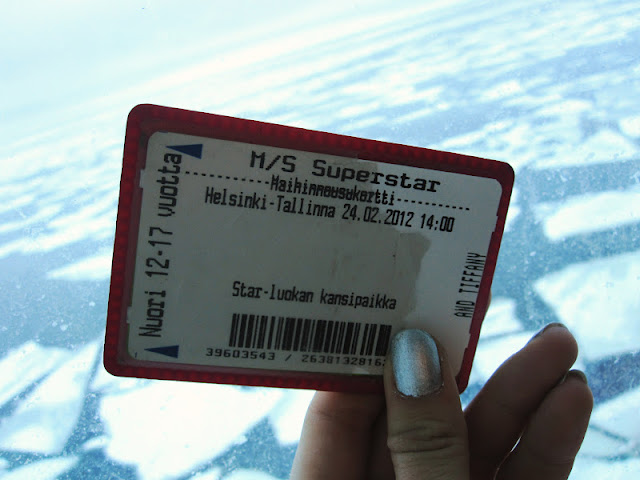 M/S Superstar
Maihinnousukortti
Helsinki-Tallinna 24.02.2012 14:00
Star-luokan kansipaikka
39603543 / 2638132816
Nuori 12-17 vuotta
AND TIFFANY